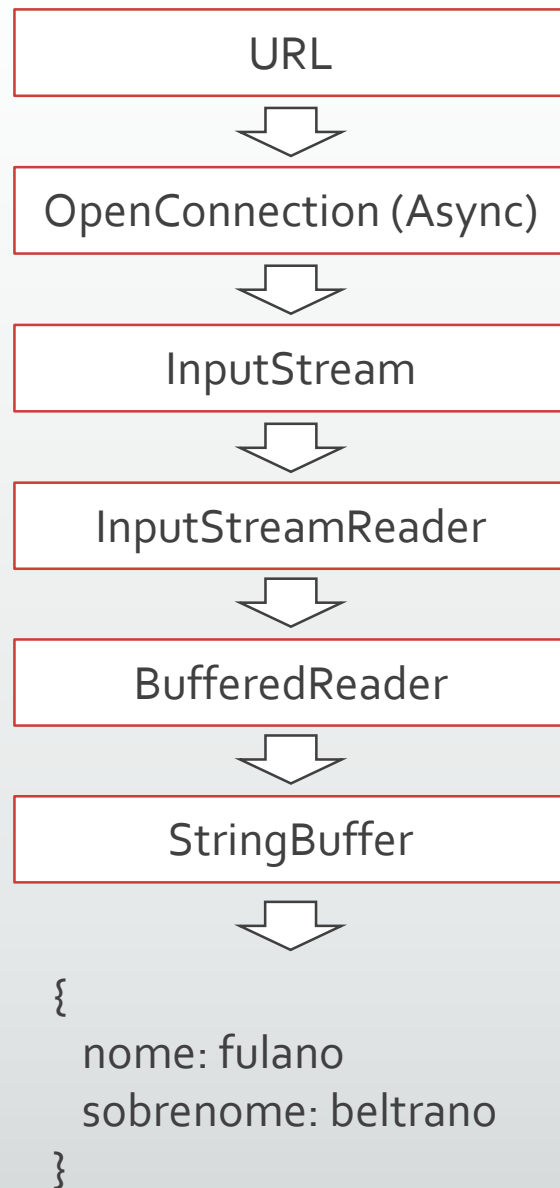 URL
OpenConnection (Async)
InputStream
InputStreamReader
BufferedReader
StringBuffer
{
nome: fulano
sobrenome: beltrano
}